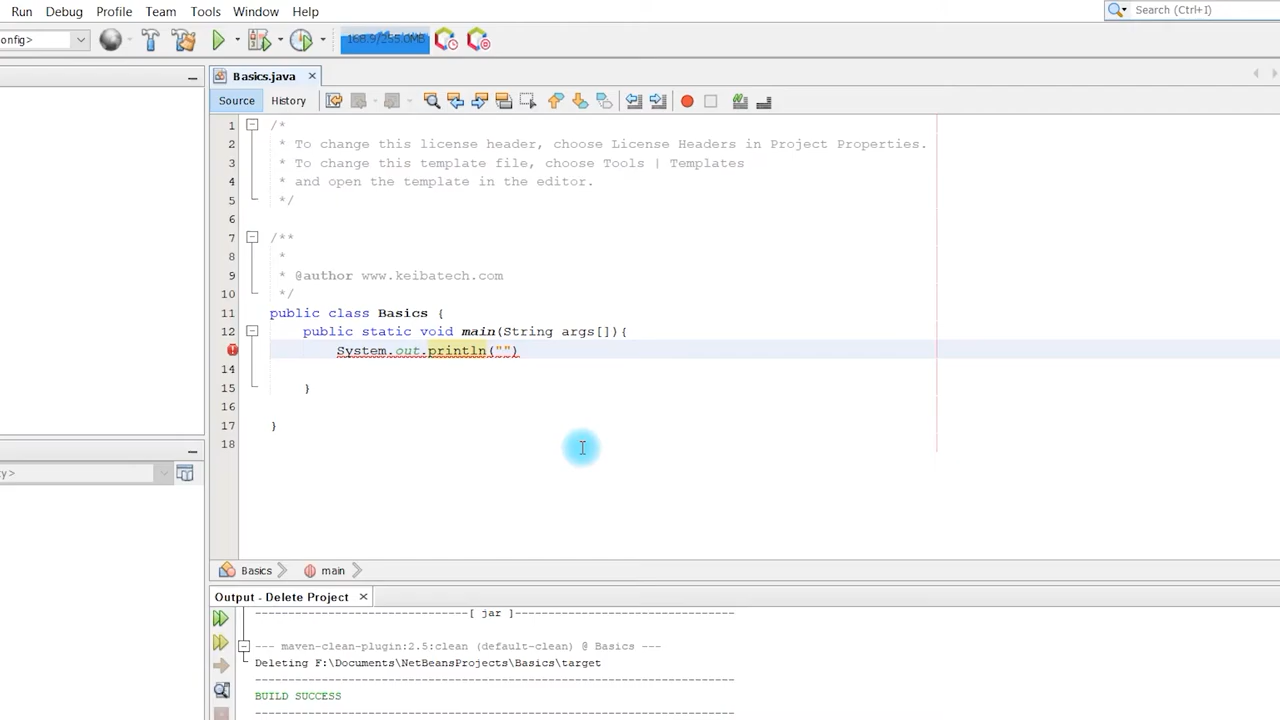 Run Debug Profile Team Tools Window Help Search (Ctrl+I)
onfig> 168.9/255.0MB
Basics.java
Source History
1 /*
2 * To change this license header, choose License Headers in Project Properties.
3 * To change this template file, choose Tools | Templates
4 * and open the template in the editor.
5 */
6
7 /**
8 *
9 * @author www.keibatech.com
10 */
11 public class Basics {
12 public static void main(String args[]){
System.out.println("")
14
15 }
16
17 }
18
y>
Basics main
Output - Delete Project
--------------------------------[ jar ]---------------------------------
--- maven-clean-plugin:2.5:clean (default-clean) @ Basics ---
Deleting F:\Documents\NetBeansProjects\Basics\target
------------------------------------------------------------------------
BUILD SUCCESS
------------------------------------------------------------------------